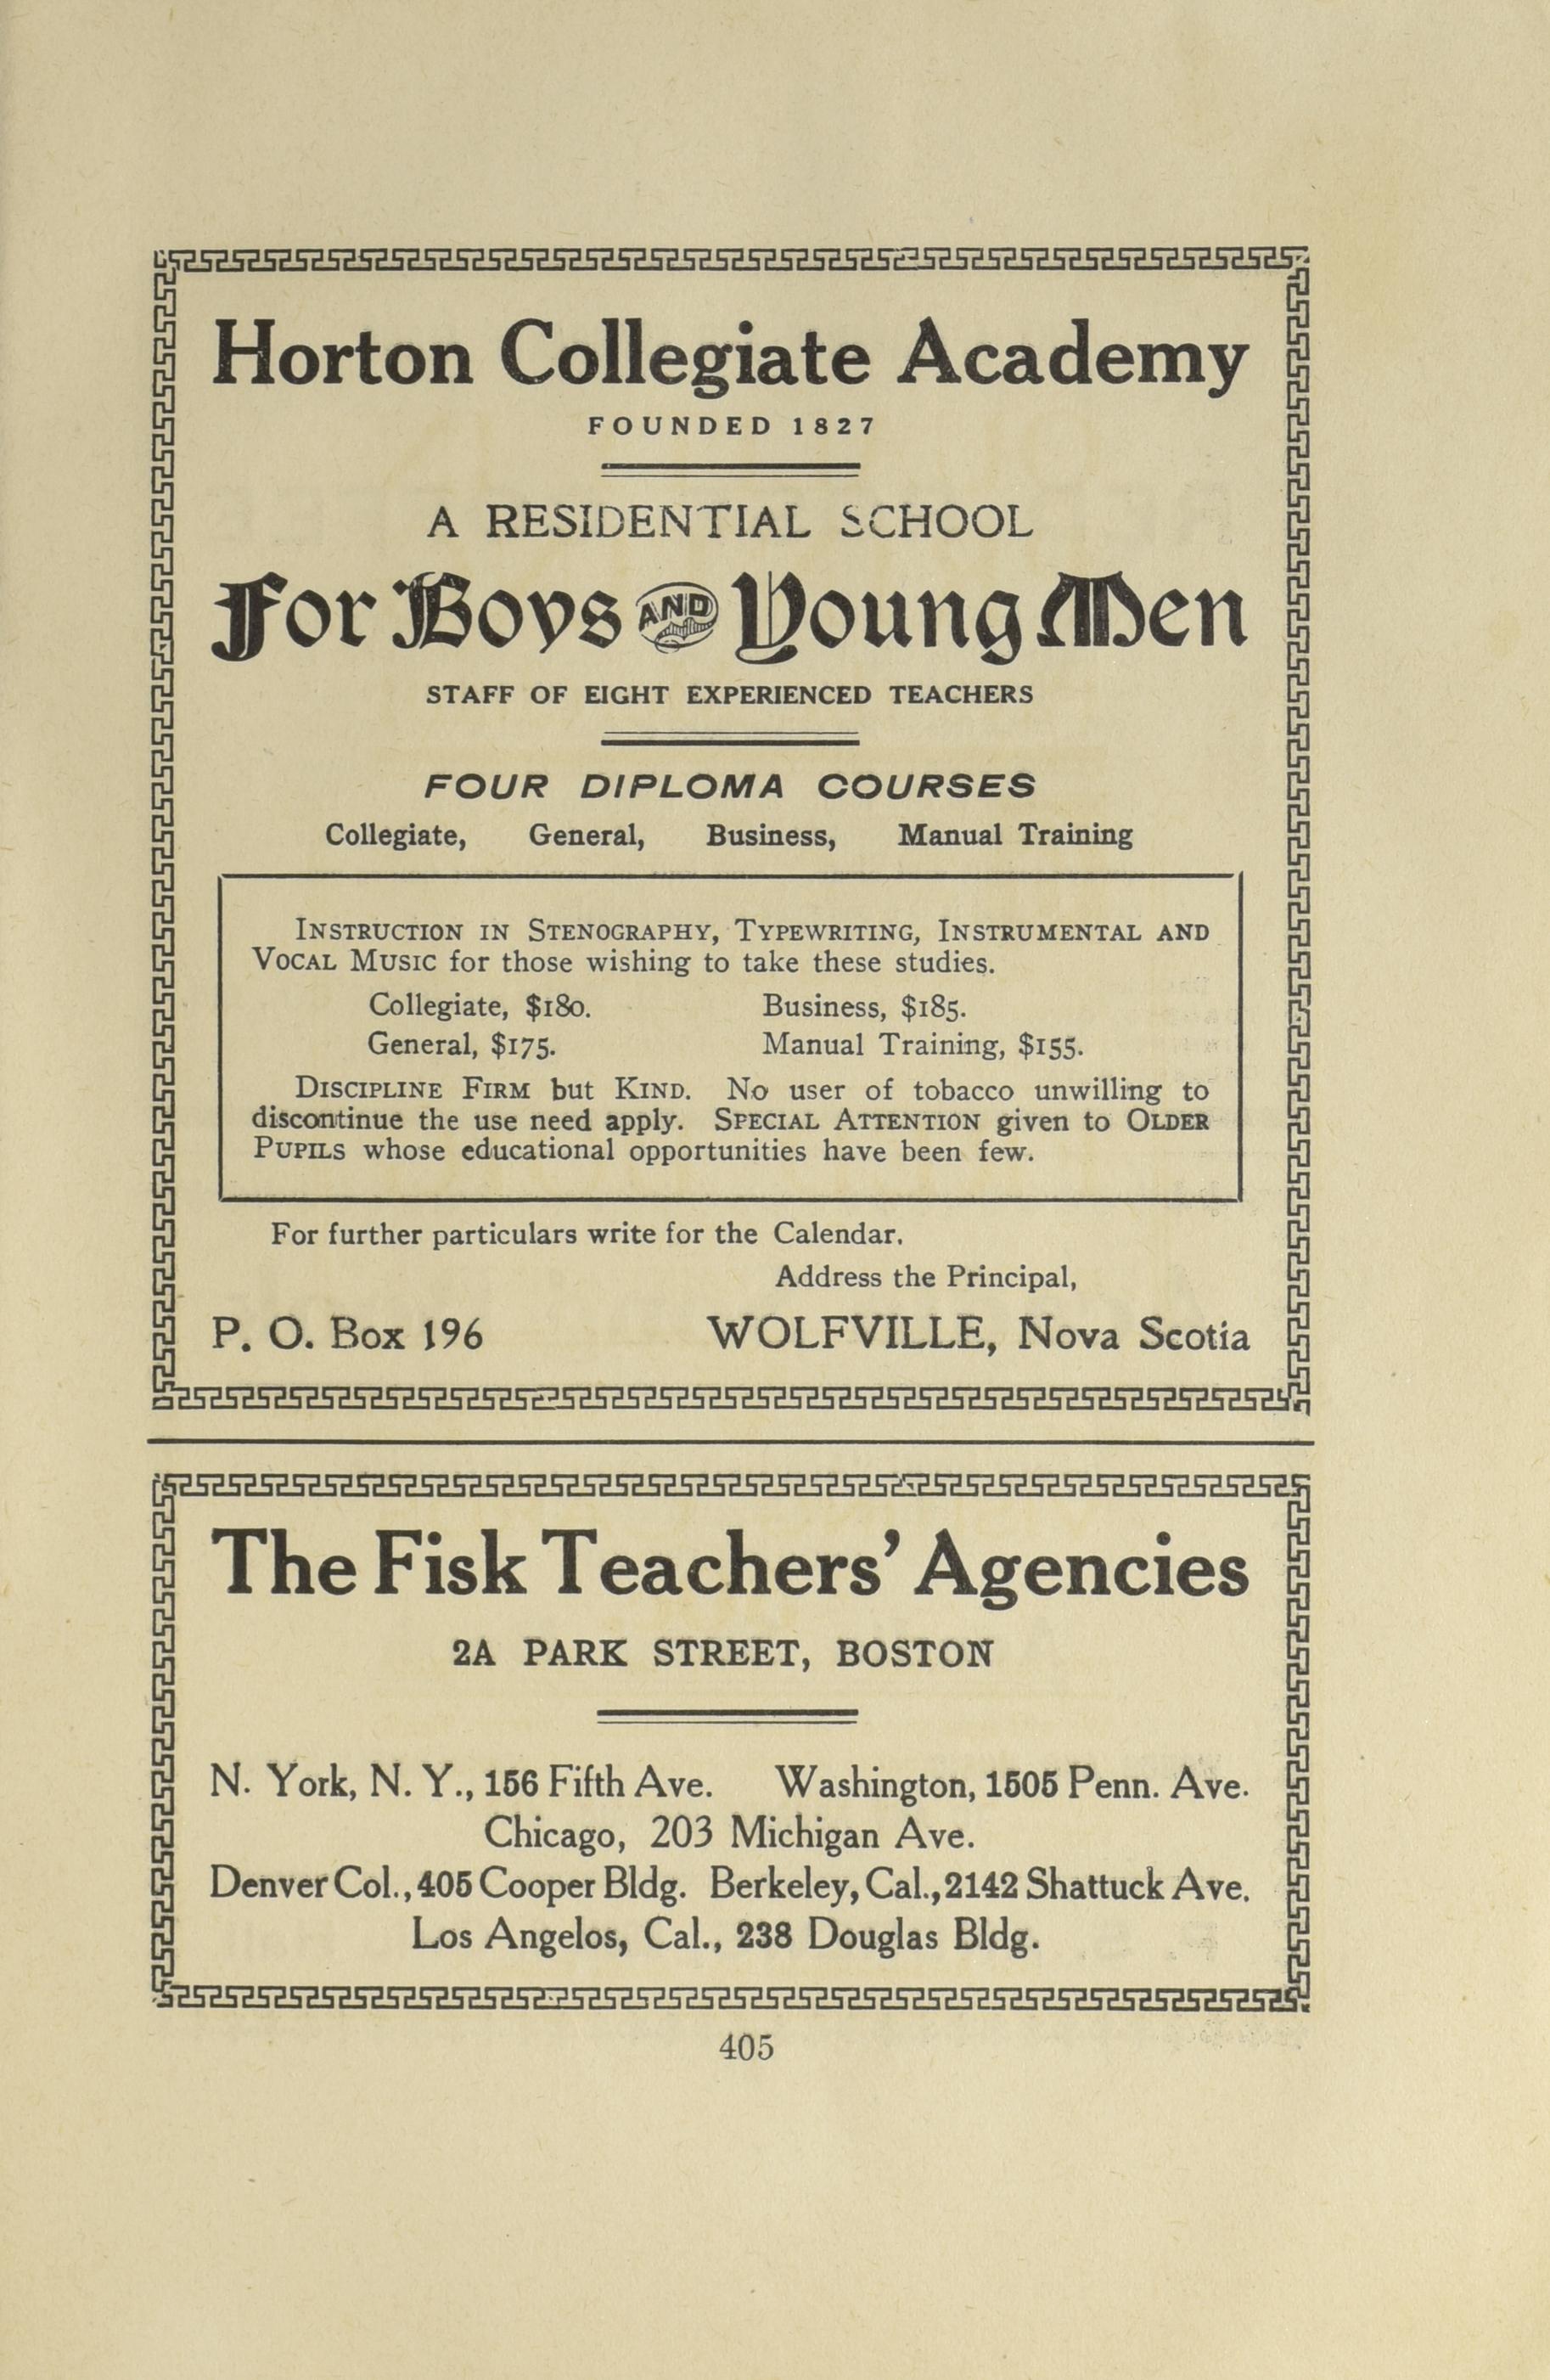 Horton Collegiate Academy
FOUNDED 1827
A RESIDENTIAL SCHOOL
For Boys AND Young Men
STAFF OF EIGHT EXPERIENCED TEACHERS
FOUR DIPLOMA COURSES
Collegiate, General, Business, Manual Training
INSTRUCTION IN STENOGRAPHY, TYPEWRITING, INSTRUMENTAL AND
VOCAL MUSIC for those wishing to take these studies.
Collegiate, $180. Business, $185.
General, $175. Manual Training, $155.
DISCIPLINE FIRM but KIND. No user of tobacco unwilling to
discontinue the use need apply. SPECIAL ATTENTION given to OLDER
PUPILS whose educational opportunities have been few.
For further particulars write for the Calendar.
Address the Principal,
P. O. Box 196 WOLFVILLE, Nova Scotia
The Fisk Teachers' Agencies
2A PARK STREET, BOSTON
N. York, N. Y., 156 Fifth Ave. Washington, 1505 Penn. Ave.
Chicago, 203 Michigan Ave.
Denver Col., 405 Cooper Bldg. Berkeley, Cal., 2142 Shattuck Ave.
Los Angelos, Cal., 238 Douglas Bldg.
405